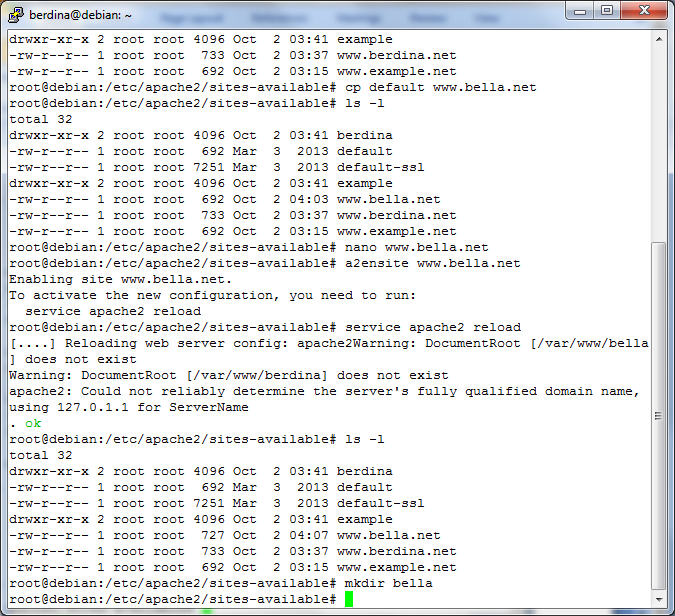 berdina@debian: ~
drwxr-xr-x 2 root root 4096 Oct  2 03:41 example
-rw-r--r-- 1 root root  733 Oct  2 03:37 www.berdina.net
-rw-r--r-- 1 root root  692 Oct  2 03:15 www.example.net
root@debian:/etc/apache2/sites-available# cp default www.bella.net
root@debian:/etc/apache2/sites-available# ls -l
total 32
drwxr-xr-x 2 root root 4096 Oct  2 03:41 berdina
-rw-r--r-- 1 root root  692 Mar  3  2013 default
-rw-r--r-- 1 root root 7251 Mar  3  2013 default-ssl
drwxr-xr-x 2 root root 4096 Oct  2 03:41 example
-rw-r--r-- 1 root root  692 Oct  2 04:03 www.bella.net
-rw-r--r-- 1 root root  733 Oct  2 03:37 www.berdina.net
-rw-r--r-- 1 root root  692 Oct  2 03:15 www.example.net
root@debian:/etc/apache2/sites-available# nano www.bella.net
root@debian:/etc/apache2/sites-available# a2ensite www.bella.net
Enabling site www.bella.net.
To activate the new configuration, you need to run:
  service apache2 reload
root@debian:/etc/apache2/sites-available# service apache2 reload
[....] Reloading web server config: apache2Warning: DocumentRoot [/var/www/bella
] does not exist
Warning: DocumentRoot [/var/www/berdina] does not exist
apache2: Could not reliably determine the server's fully qualified domain name,
using 127.0.1.1 for ServerName
. ok
root@debian:/etc/apache2/sites-available# ls -l
total 32
drwxr-xr-x 2 root root 4096 Oct  2 03:41 berdina
-rw-r--r-- 1 root root  692 Mar  3  2013 default
-rw-r--r-- 1 root root 7251 Mar  3  2013 default-ssl
drwxr-xr-x 2 root root 4096 Oct  2 03:41 example
-rw-r--r-- 1 root root  727 Oct  2 04:07 www.bella.net
-rw-r--r-- 1 root root  733 Oct  2 03:37 www.berdina.net
-rw-r--r-- 1 root root  692 Oct  2 03:15 www.example.net
root@debian:/etc/apache2/sites-available# mkdir bella
root@debian:/etc/apache2/sites-available#